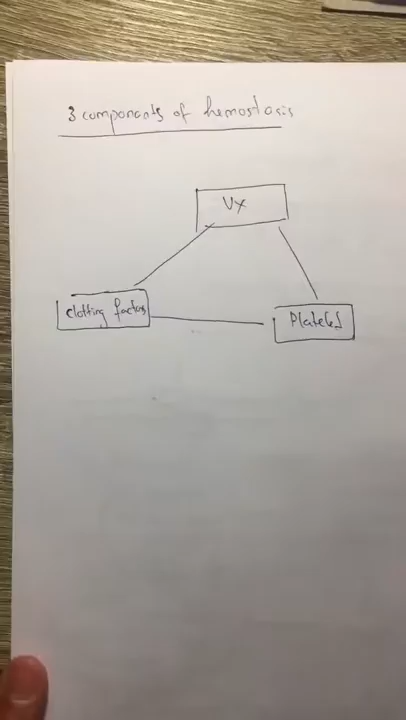 3 components of hemostasis
Vx
clotting factors
Platelets